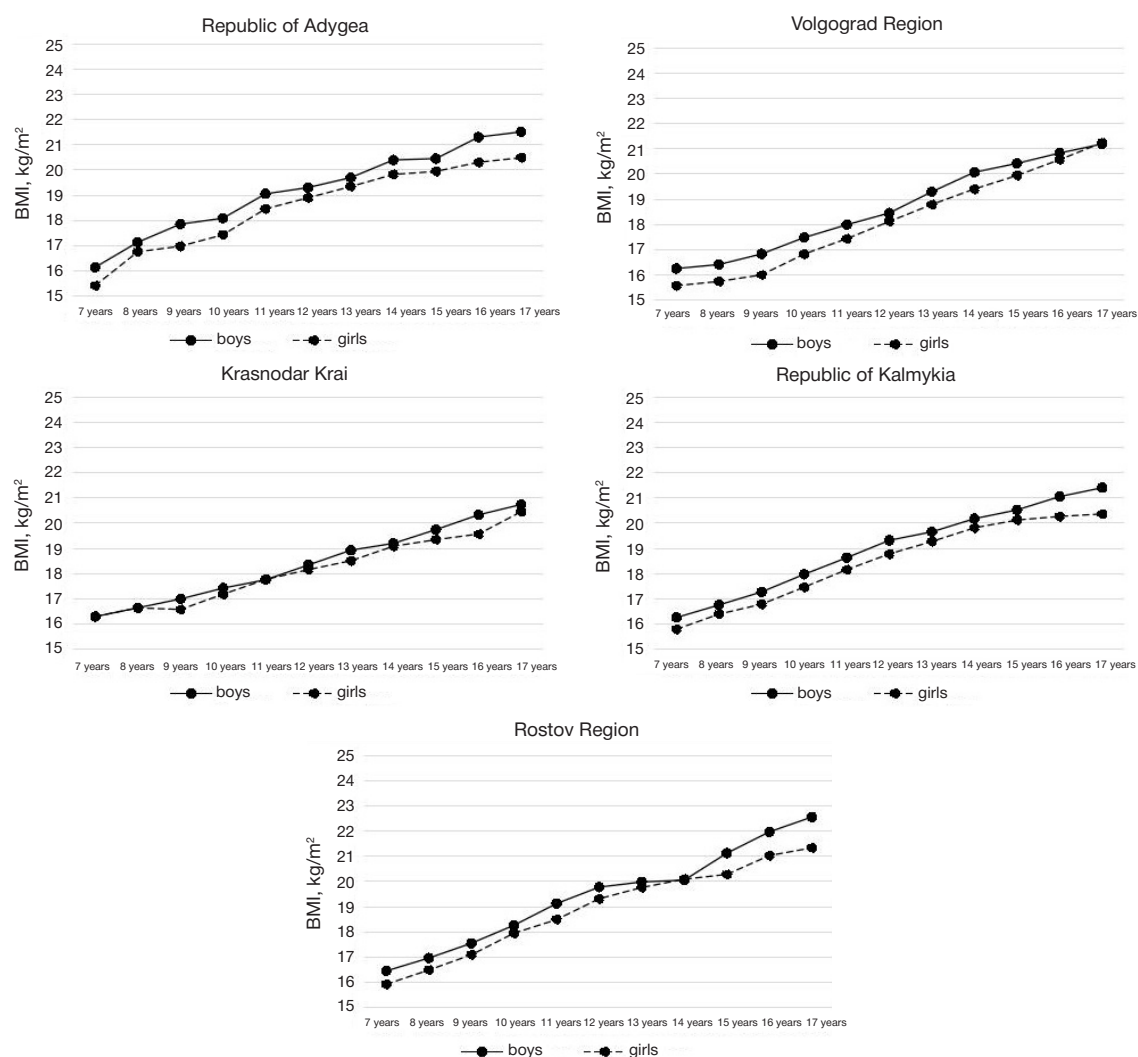 Republic of Adygea
25
24
23
22
21
20
19
18
17
16
15
BMI, kg/m²
7 years 8 years 9 years 10 years 11 years 12 years 13 years 14 years 15 years 16 years 17 years
boys girls
Volgograd Region
25
24
23
22
21
20
19
18
17
16
15
BMI, kg/m²
7 years 8 years 9 years 10 years 11 years 12 years 13 years 14 years 15 years 16 years 17 years
boys girls
Krasnodar Krai
25
24
23
22
21
20
19
18
17
16
15
BMI, kg/m²
7 years 8 years 9 years 10 years 11 years 12 years 13 years 14 years 15 years 16 years 17 years
boys girls
Republic of Kalmykia
25
24
23
22
21
20
19
18
17
16
15
BMI, kg/m²
7 years 8 years 9 years 10 years 11 years 12 years 13 years 14 years 15 years 16 years 17 years
boys girls
Rostov Region
25
24
23
22
21
20
19
18
17
16
15
BMI, kg/m²
7 years 8 years 9 years 10 years 11 years 12 years 13 years 14 years 15 years 16 years 17 years
boys girls